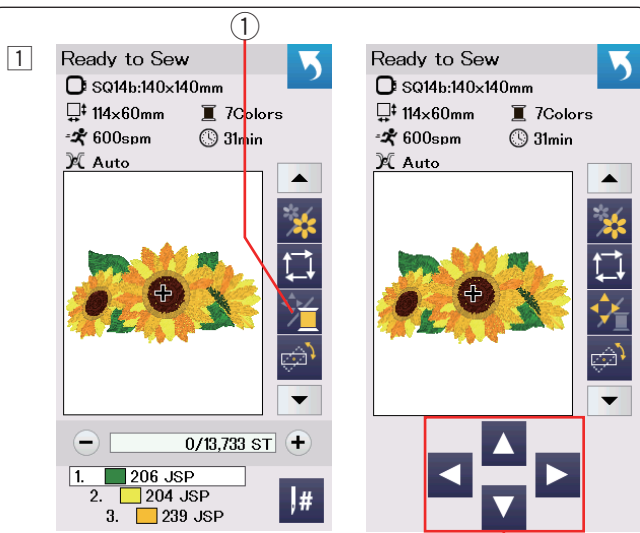 1
1
Ready to Sew
SQ14b:140x140mm
114x60mm 7Colors
600spm 31min
Auto
0/13,733 ST
1. 206 JSP
2. 204 JSP
3. 239 JSP
#
Ready to Sew
SQ14b:140x140mm
114x60mm 7Colors
600spm 31min
Auto